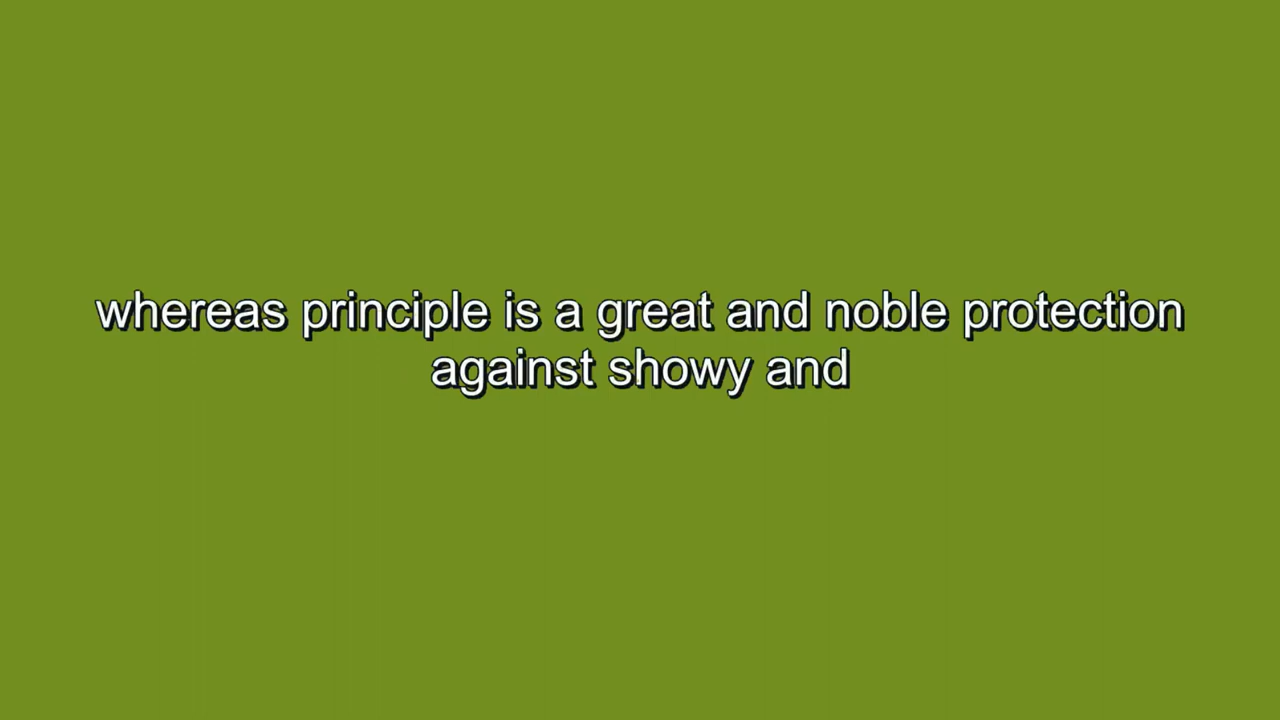 whereas principle is a great and noble protection
against showy and